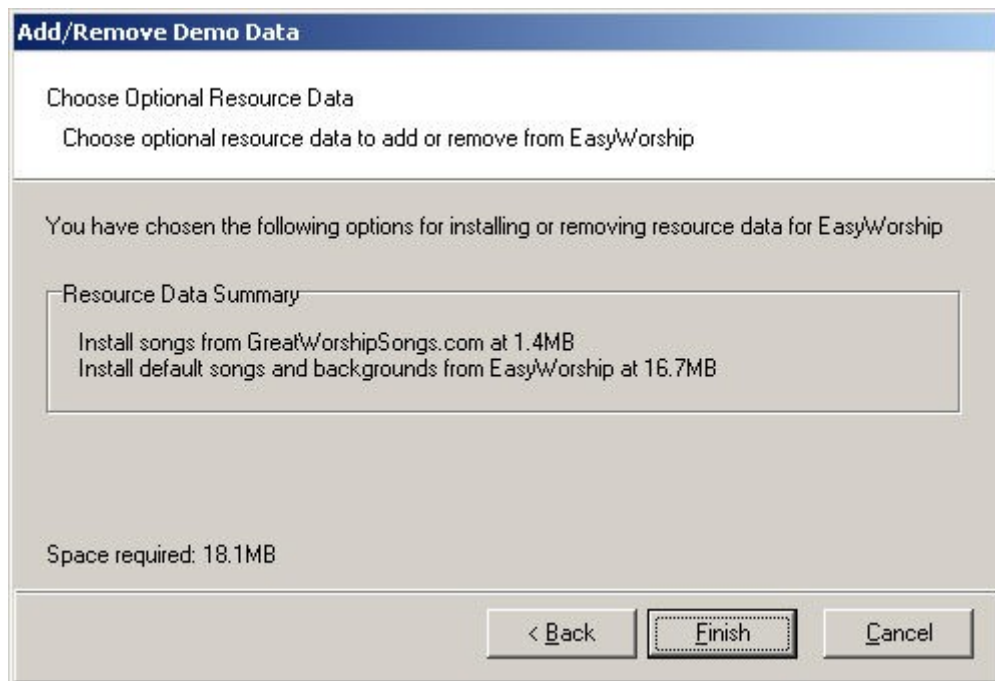 Add/Remove Demo Data
Choose Optional Resource Data
Choose optional resource data to add or remove from EasyWorship
You have chosen the following options for installing or removing resource data for EasyWorship
Resource Data Summary
Install songs from GreatWorshipSongs.com at 1.4MB
Install default songs and backgrounds from EasyWorship at 16.7MB
Space required: 18.1MB
< Back Finish Cancel